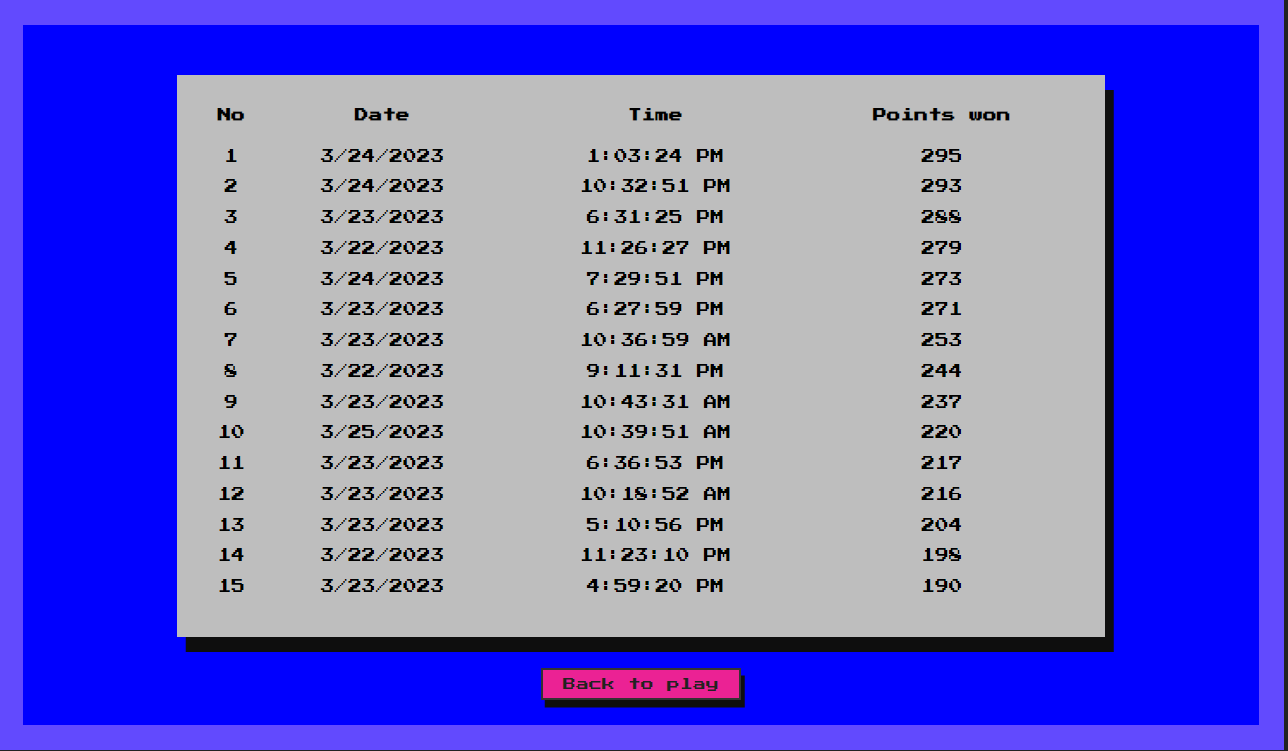 No Date Time Points won
1 3/24/2023 1:03:24 PM 295
2 3/24/2023 10:32:51 PM 293
3 3/23/2023 6:31:25 PM 288
4 3/22/2023 11:26:27 PM 279
5 3/24/2023 7:29:51 PM 273
6 3/23/2023 6:27:59 PM 271
7 3/23/2023 10:36:59 AM 253
8 3/22/2023 9:11:31 PM 244
9 3/23/2023 10:43:31 AM 237
10 3/25/2023 10:39:51 AM 220
11 3/23/2023 6:36:53 PM 217
12 3/23/2023 10:18:52 AM 216
13 3/23/2023 5:10:56 PM 204
14 3/22/2023 11:23:10 PM 198
15 3/23/2023 4:59:20 PM 190
Back to play